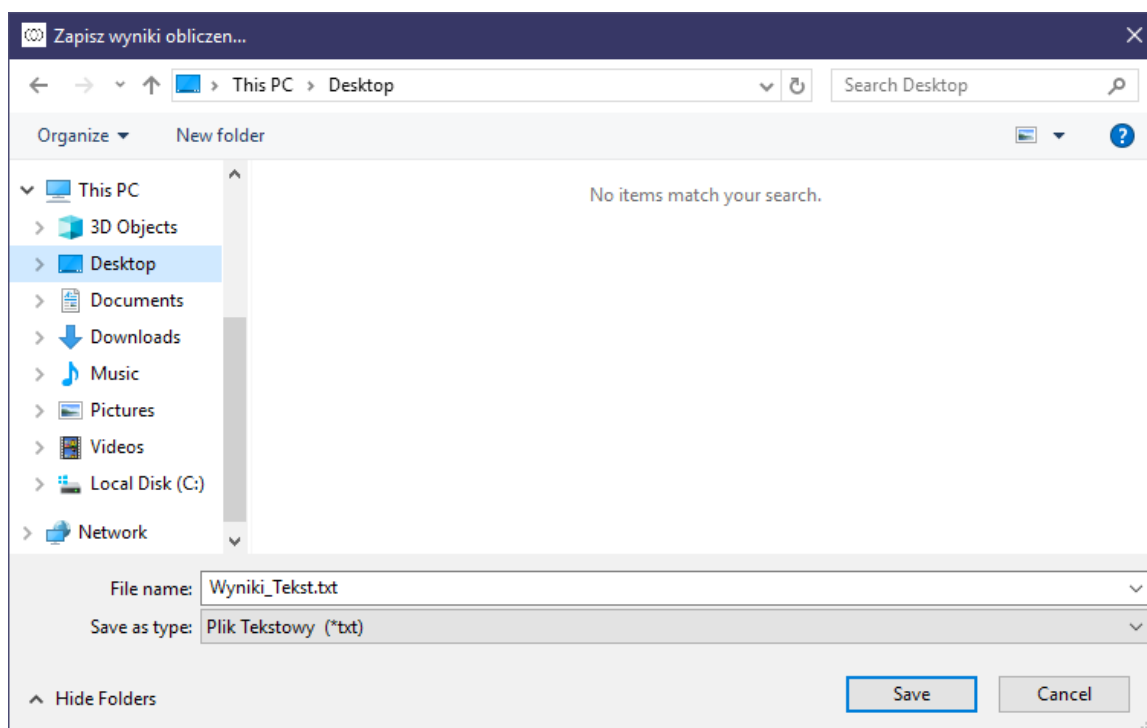 Zapisz wyniki obliczen...
This PC > Desktop
Search Desktop
Organize
New folder
?
This PC
No items match your search.
3D Objects
Desktop
Documents
Downloads
Music
Pictures
Videos
Local Disk (C:)
Network
File name: Wyniki_Tekst.txt
Save as type: Plik Tekstowy (*txt)
Hide Folders
Save
Cancel